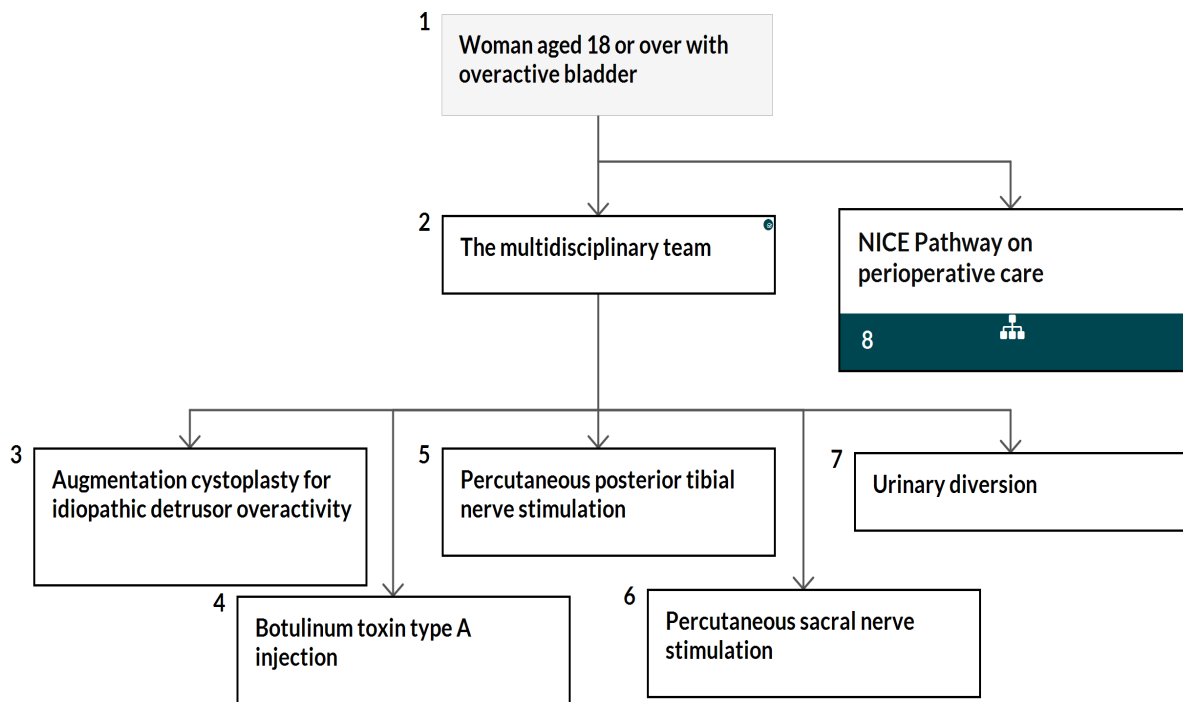 1
Woman aged 18 or over with
overactive bladder
2
The multidisciplinary team
NICE Pathway on
perioperative care
8
3
Augmentation cystoplasty for
idiopathic detrusor overactivity
4
Botulinum toxin type A
injection
5
Percutaneous posterior tibial
nerve stimulation
6
Percutaneous sacral nerve
stimulation
7
Urinary diversion